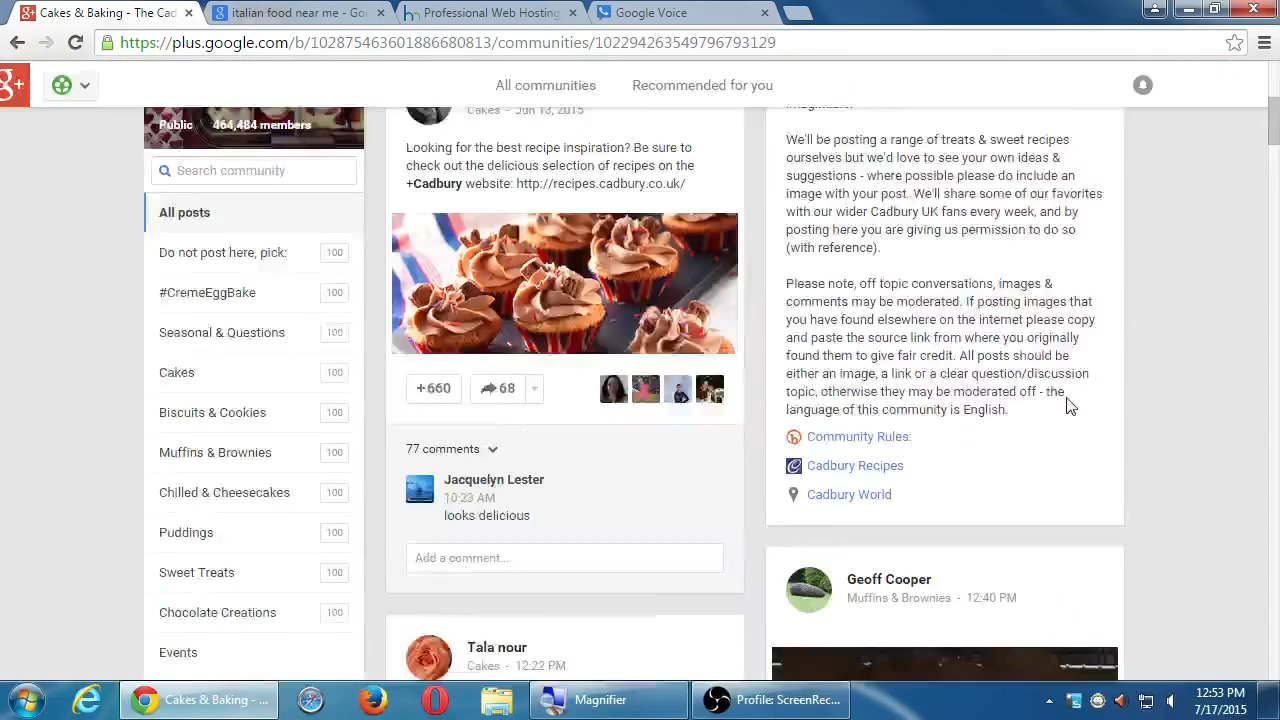 Cakes & Baking - The Cad
italian food near me - Go
Professional Web Hosting
Google Voice
https://plus.google.com/b/102875463601886680813/communities/102294263549796793129
g+
All communities
Recommended for you
Public
464,484 members
Search community
All posts
Do not post here, pick:
100
#CremeEggBake
100
Seasonal & Questions
100
Cakes
100
Biscuits & Cookies
100
Muffins & Brownies
100
Chilled & Cheesecakes
100
Puddings
100
Sweet Treats
100
Chocolate Creations
100
Events
Cakes - Jun 13, 2015
Looking for the best recipe inspiration? Be sure to
check out the delicious selection of recipes on the
+Cadbury website: http://recipes.cadbury.co.uk/
+660
68
77 comments
Jacquelyn Lester
10:23 AM
looks delicious
Add a comment...
Tala nour
Cakes - 12:22 PM
We'll be posting a range of treats & sweet recipes
ourselves but we'd love to see your own ideas &
suggestions - where possible please do include an
image with your post. We'll share some of our favorites
with our wider Cadbury UK fans every week, and by
posting here you are giving us permission to do so
(with reference).
Please note, off topic conversations, images &
comments may be moderated. If posting images that
you have found elsewhere on the internet please copy
and paste the source link from where you originally
found them to give fair credit. All posts should be
either an image, a link or a clear question/discussion
topic, otherwise they may be moderated off - the
language of this community is English.
Community Rules:
Cadbury Recipes
Cadbury World
Geoff Cooper
Muffins & Brownies - 12:40 PM
Cakes & Baking - ...
Magnifier
Profile: ScreenRec...
12:53 PM
7/17/2015